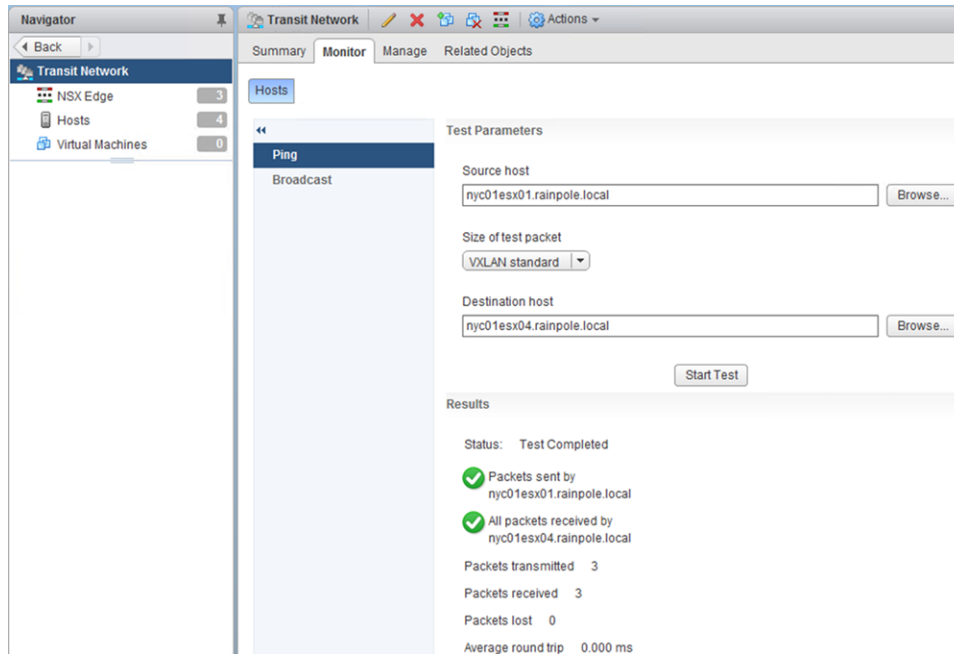 Navigator
Back
Transit Network
NSX Edge 3
Hosts 4
Virtual Machines 0
Transit Network Actions
Summary Monitor Manage Related Objects
Hosts
Ping
Broadcast
Test Parameters
Source host
nyc01esx01.rainpole.local Browse...
Size of test packet
VXLAN standard
Destination host
nyc01esx04.rainpole.local Browse...
Start Test
Results
Status: Test Completed
Packets sent by
nyc01esx01.rainpole.local
All packets received by
nyc01esx04.rainpole.local
Packets transmitted 3
Packets received 3
Packets lost 0
Average round trip 0.000 ms